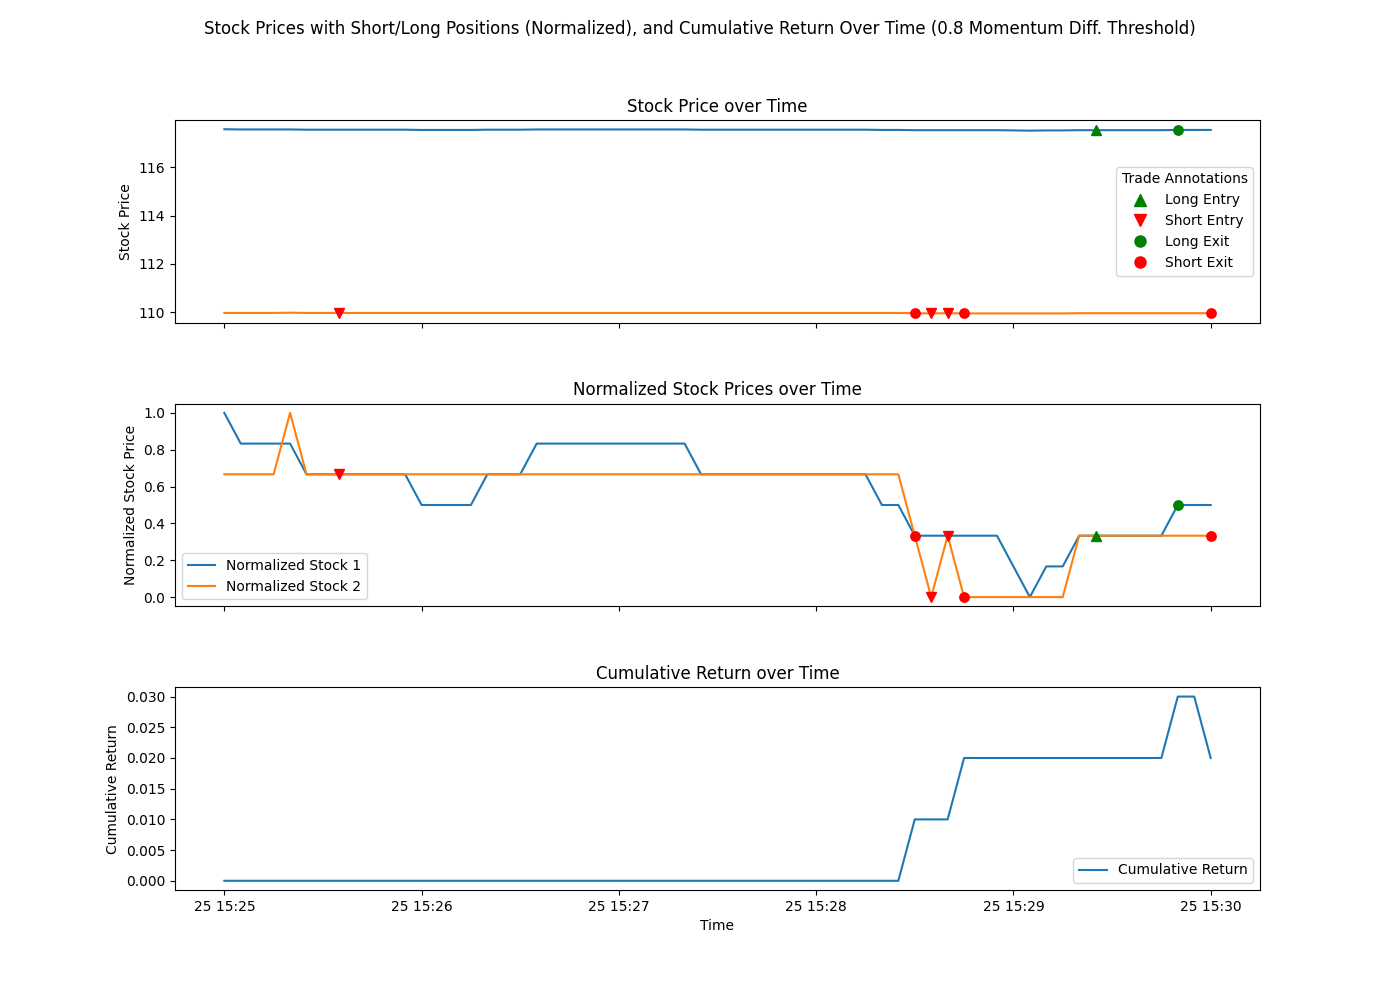 Stock Prices with Short/Long Positions (Normalized), and Cumulative Return Over Time (0.8 Momentum Diff. Threshold)
Stock Price over Time
Stock Price
116
114
112
110
Trade Annotations
Long Entry
Short Entry
Long Exit
Short Exit
Normalized Stock Prices over Time
Normalized Stock Price
1.0
0.8
0.6
0.4
0.2
0.0
Normalized Stock 1
Normalized Stock 2
Cumulative Return over Time
Cumulative Return
0.030
0.025
0.020
0.015
0.010
0.005
0.000
Cumulative Return
25 15:25 25 15:26 25 15:27 25 15:28 25 15:29 25 15:30
Time